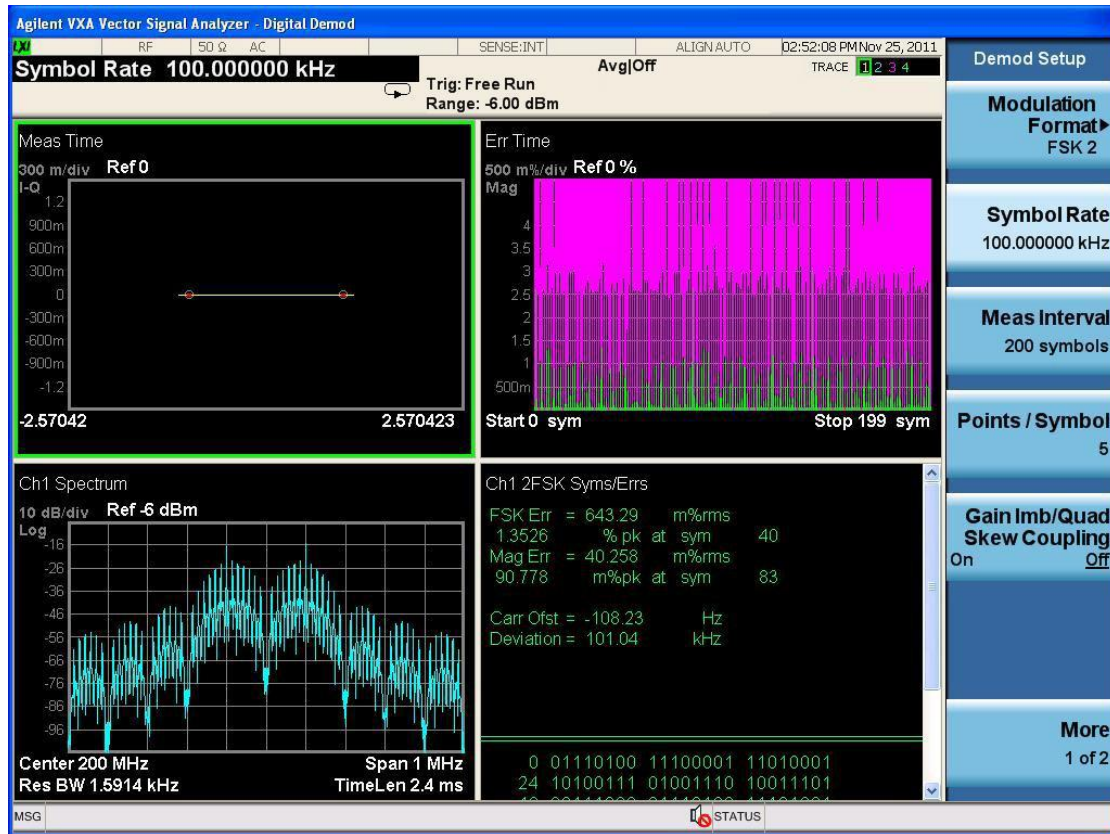 Agilent VXA Vector Signal Analyzer - Digital Demod
LXI RF 50 Ω AC SENSE:INT ALIGN AUTO 02:52:08 PM Nov 25, 2011
Symbol Rate 100.000000 kHz
Avg|Off
TRACE 1 2 3 4
Trig: Free Run
Range: -6.00 dBm
Meas Time
300 m/div Ref 0
I-Q
1.2
900m
600m
300m
0
-300m
-600m
-900m
-1.2
-2.57042 2.570423
Err Time
500 m%/div Ref 0 %
Mag
4
3.5
3
2.5
2
1.5
1
500m
Start 0 sym Stop 199 sym
Ch1 Spectrum
10 dB/div Ref -6 dBm
Log
-16
-26
-36
-46
-56
-66
-76
-86
-96
Center 200 MHz Span 1 MHz
Res BW 1.5914 kHz TimeLen 2.4 ms
Ch1 2FSK Syms/Errs
FSK Err = 643.29 m%rms
1.3526 % pk at sym 40
Mag Err = 40.258 m%rms
90.778 m%pk at sym 83
Carr Ofst = -108.23 Hz
Deviation = 101.04 kHz
0 01110100 11100001 11010001
24 10100111 01001110 10011101
Demod Setup
Modulation
Format
FSK 2
Symbol Rate
100.000000 kHz
Meas Interval
200 symbols
Points / Symbol
5
Gain Imb/Quad
Skew Coupling
On Off
More
1 of 2
MSG STATUS